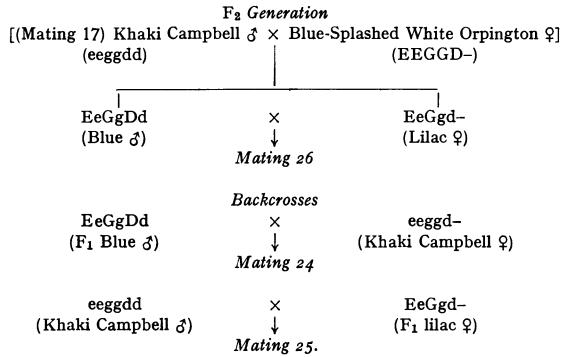 F₂ Generation
[(Mating 17) Khaki Campbell ♂ × Blue-Splashed White Orpington ♀]
(eeggdd) (EEGGD–)
EeGgDd × EeGgd–
(Blue ♂) ↓ (Lilac ♀)
Mating 26
Backcrosses
EeGgDd × eeggd–
(F₁ Blue ♂) ↓ (Khaki Campbell ♀)
Mating 24
eeggdd × EeGgd–
(Khaki Campbell ♂) ↓ (F₁ lilac ♀)
Mating 25.